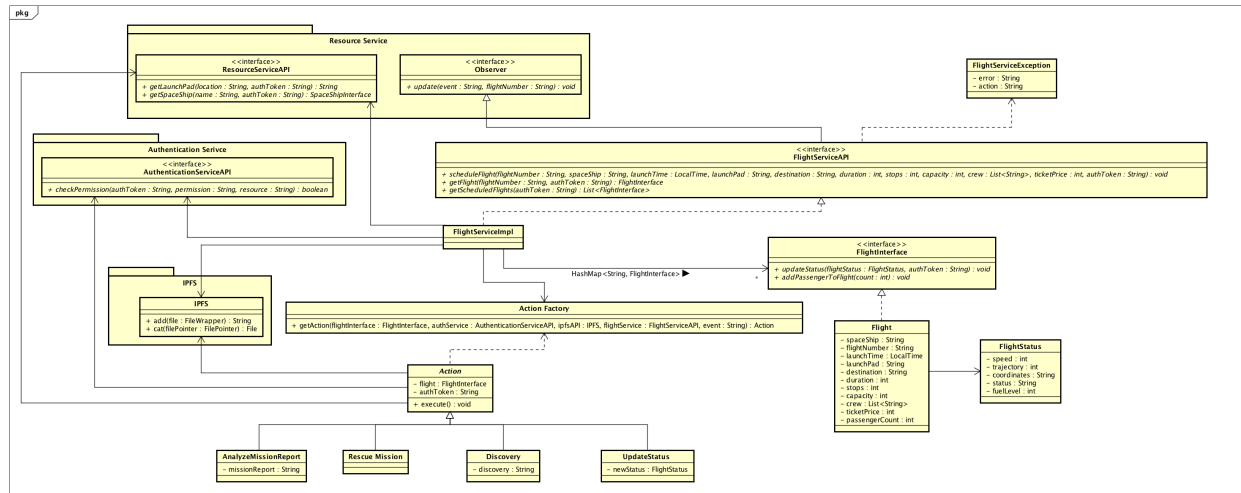 pkg
Resource Service
<<interface>>
ResourceServiceAPI
+ getLaunchPad(location : String, authToken : String) : String
+ getSpaceShip(name : String, authToken : String) : SpaceShipInterface
<<interface>>
Observer
+ update(event : String, flightNumber : String) : void
FlightServiceException
- error : String
- action : String
Authentication Serivce
<<interface>>
AuthenticationServiceAPI
+ checkPermission(authToken : String, permission : String, resource : String) : boolean
<<interface>>
FlightServiceAPI
+ scheduleFlight(flightNumber : String, spaceShip : String, launchTime : LocalTime, launchPad : String, destination : String, duration : int, stops : int, capacity : int, crew : List<String>, ticketPrice : int, authToken : String) : void
+ getFlight(flightNumber : String, authToken : String) : FlightInterface
+ getScheduledFlights(authToken : String) : List<FlightInterface>
FlightServiceImpl
<<interface>>
FlightInterface
+ updateStatus(flightStatus : FlightStatus, authToken : String) : void
+ addPassengerToFlight(count : int) : void
HashMap<String, FlightInterface> ▶
*
IPFS
IPFS
+ add(file : FileWrapper) : String
+ cat(filePointer : FilePointer) : File
Action Factory
+ getAction(flightInterface : FlightInterface, authService : AuthenticationServiceAPI, ipfsAPI : IPFS, flightService : FlightServiceAPI, event : String) : Action
Flight
- spaceShip : String
- flightNumber : String
- launchTime : LocalTime
- launchPad : String
- destination : String
- duration : int
- stops : int
- capacity : int
- crew : List<String>
- ticketPrice : int
- passengerCount : int
FlightStatus
- speed : int
- trajectory : int
- coordinates : String
- status : String
- fuelLevel : int
Action
- flight : FlightInterface
- authToken : String
+ execute() : void
AnalyzeMissionReport
- missionReport : String
Rescue Mission
Discovery
- discovery : String
UpdateStatus
- newStatus : FlightStatus